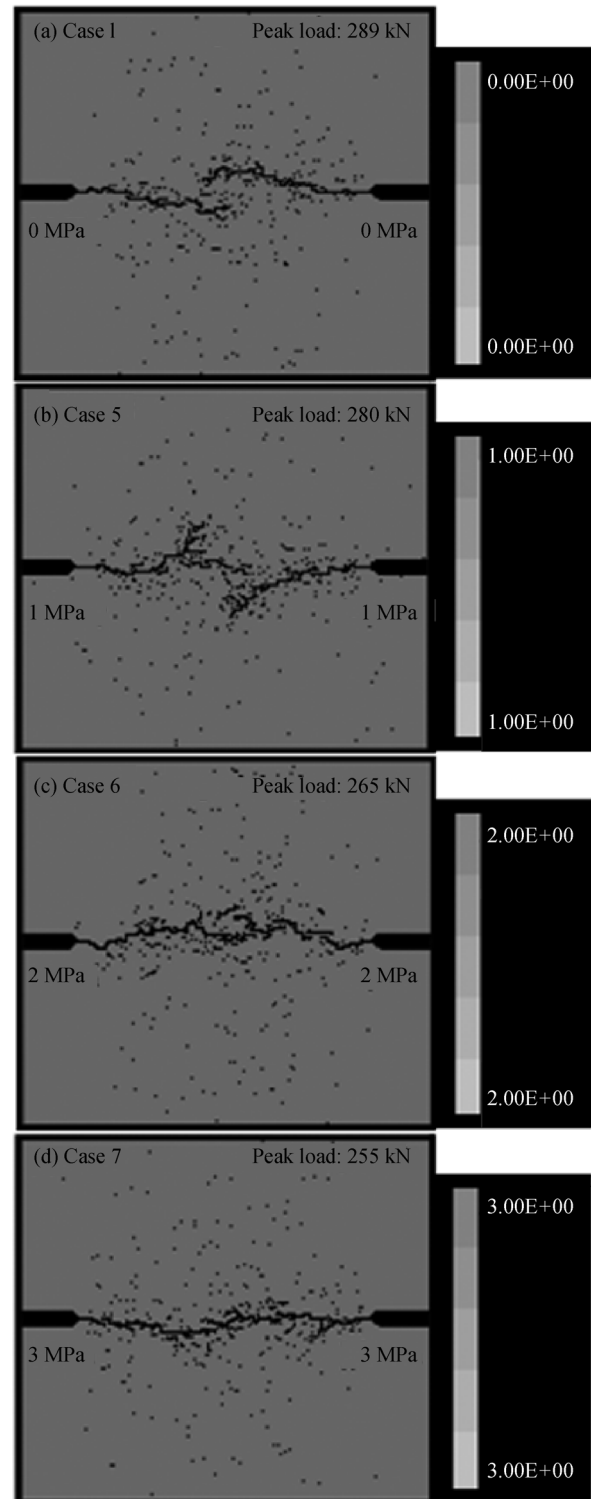 (a) Case 1 Peak load: 289 kN
0.00E+00
0 MPa 0 MPa
0.00E+00
(b) Case 5 Peak load: 280 kN
1.00E+00
1 MPa 1 MPa
1.00E+00
(c) Case 6 Peak load: 265 kN
2.00E+00
2 MPa 2 MPa
2.00E+00
(d) Case 7 Peak load: 255 kN
3.00E+00
3 MPa 3 MPa
3.00E+00